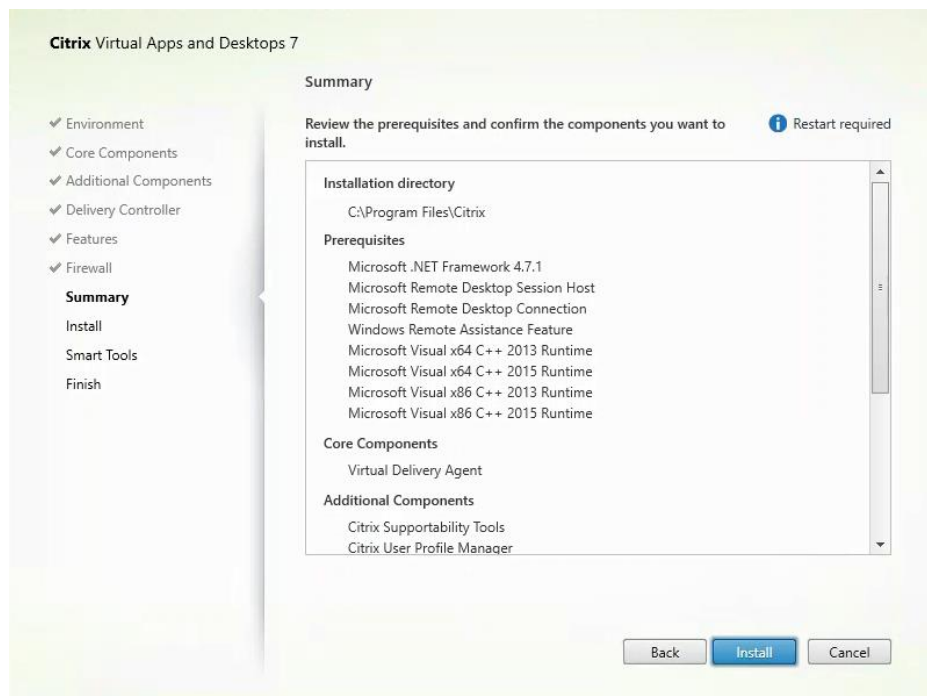 Citrix Virtual Apps and Desktops 7
Summary
Environment
Core Components
Additional Components
Delivery Controller
Features
Firewall
Summary
Install
Smart Tools
Finish
Review the prerequisites and confirm the components you want to
install.
Restart required
Installation directory
C:\Program Files\Citrix
Prerequisites
Microsoft .NET Framework 4.7.1
Microsoft Remote Desktop Session Host
Microsoft Remote Desktop Connection
Windows Remote Assistance Feature
Microsoft Visual x64 C++ 2013 Runtime
Microsoft Visual x64 C++ 2015 Runtime
Microsoft Visual x86 C++ 2013 Runtime
Microsoft Visual x86 C++ 2015 Runtime
Core Components
Virtual Delivery Agent
Additional Components
Citrix Supportability Tools
Citrix User Profile Manager
Back
Install
Cancel